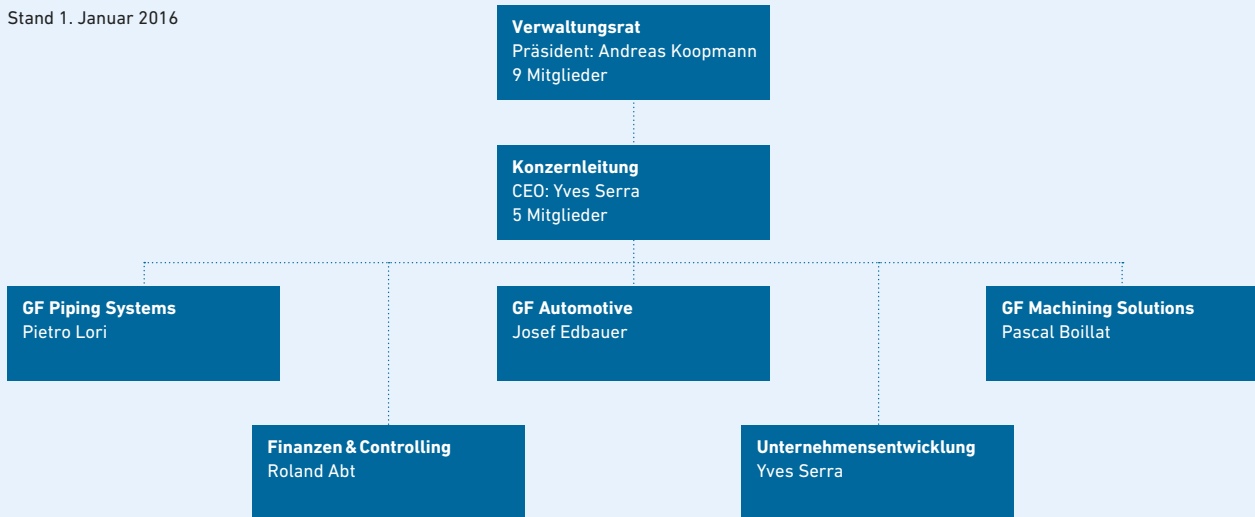 Stand 1. Januar 2016
Verwaltungsrat
Präsident: Andreas Koopmann
9 Mitglieder
Konzernleitung
CEO: Yves Serra
5 Mitglieder
GF Piping Systems
Pietro Lori
GF Automotive
Josef Edbauer
GF Machining Solutions
Pascal Boillat
Finanzen & Controlling
Roland Abt
Unternehmensentwicklung
Yves Serra